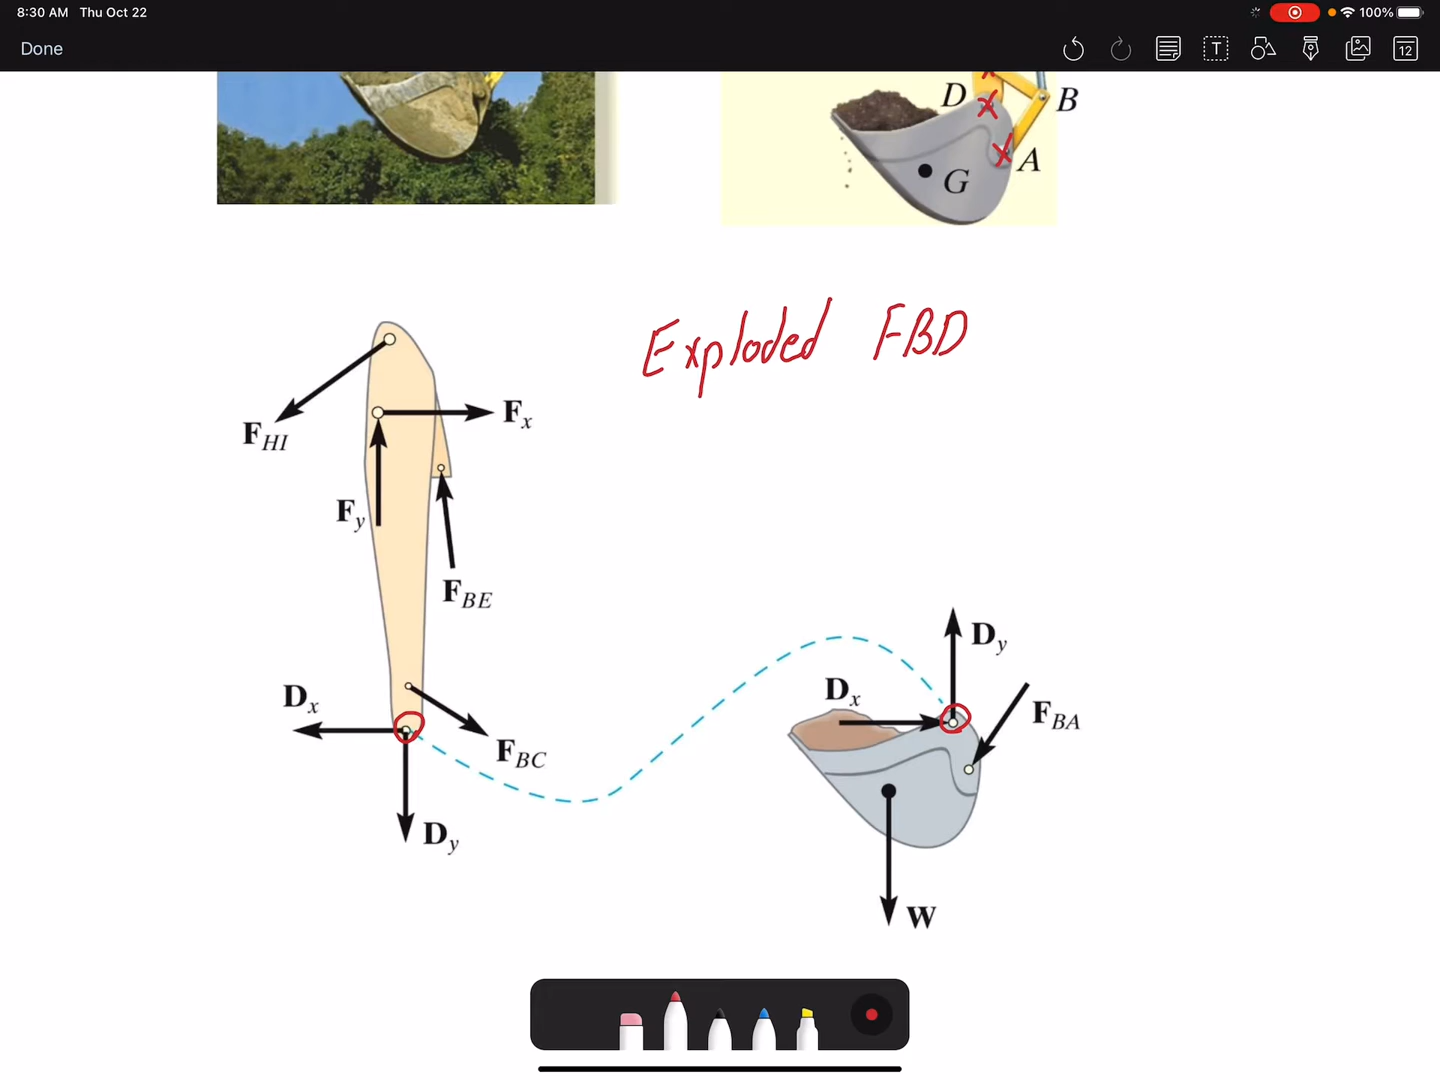 8:30 AM Thu Oct 22
100%
Done
T
12
D
B
A
G
Exploded FBD
F_HI
F_x
F_y
F_BE
D_x
F_BC
D_y
D_y
D_x
F_BA
W